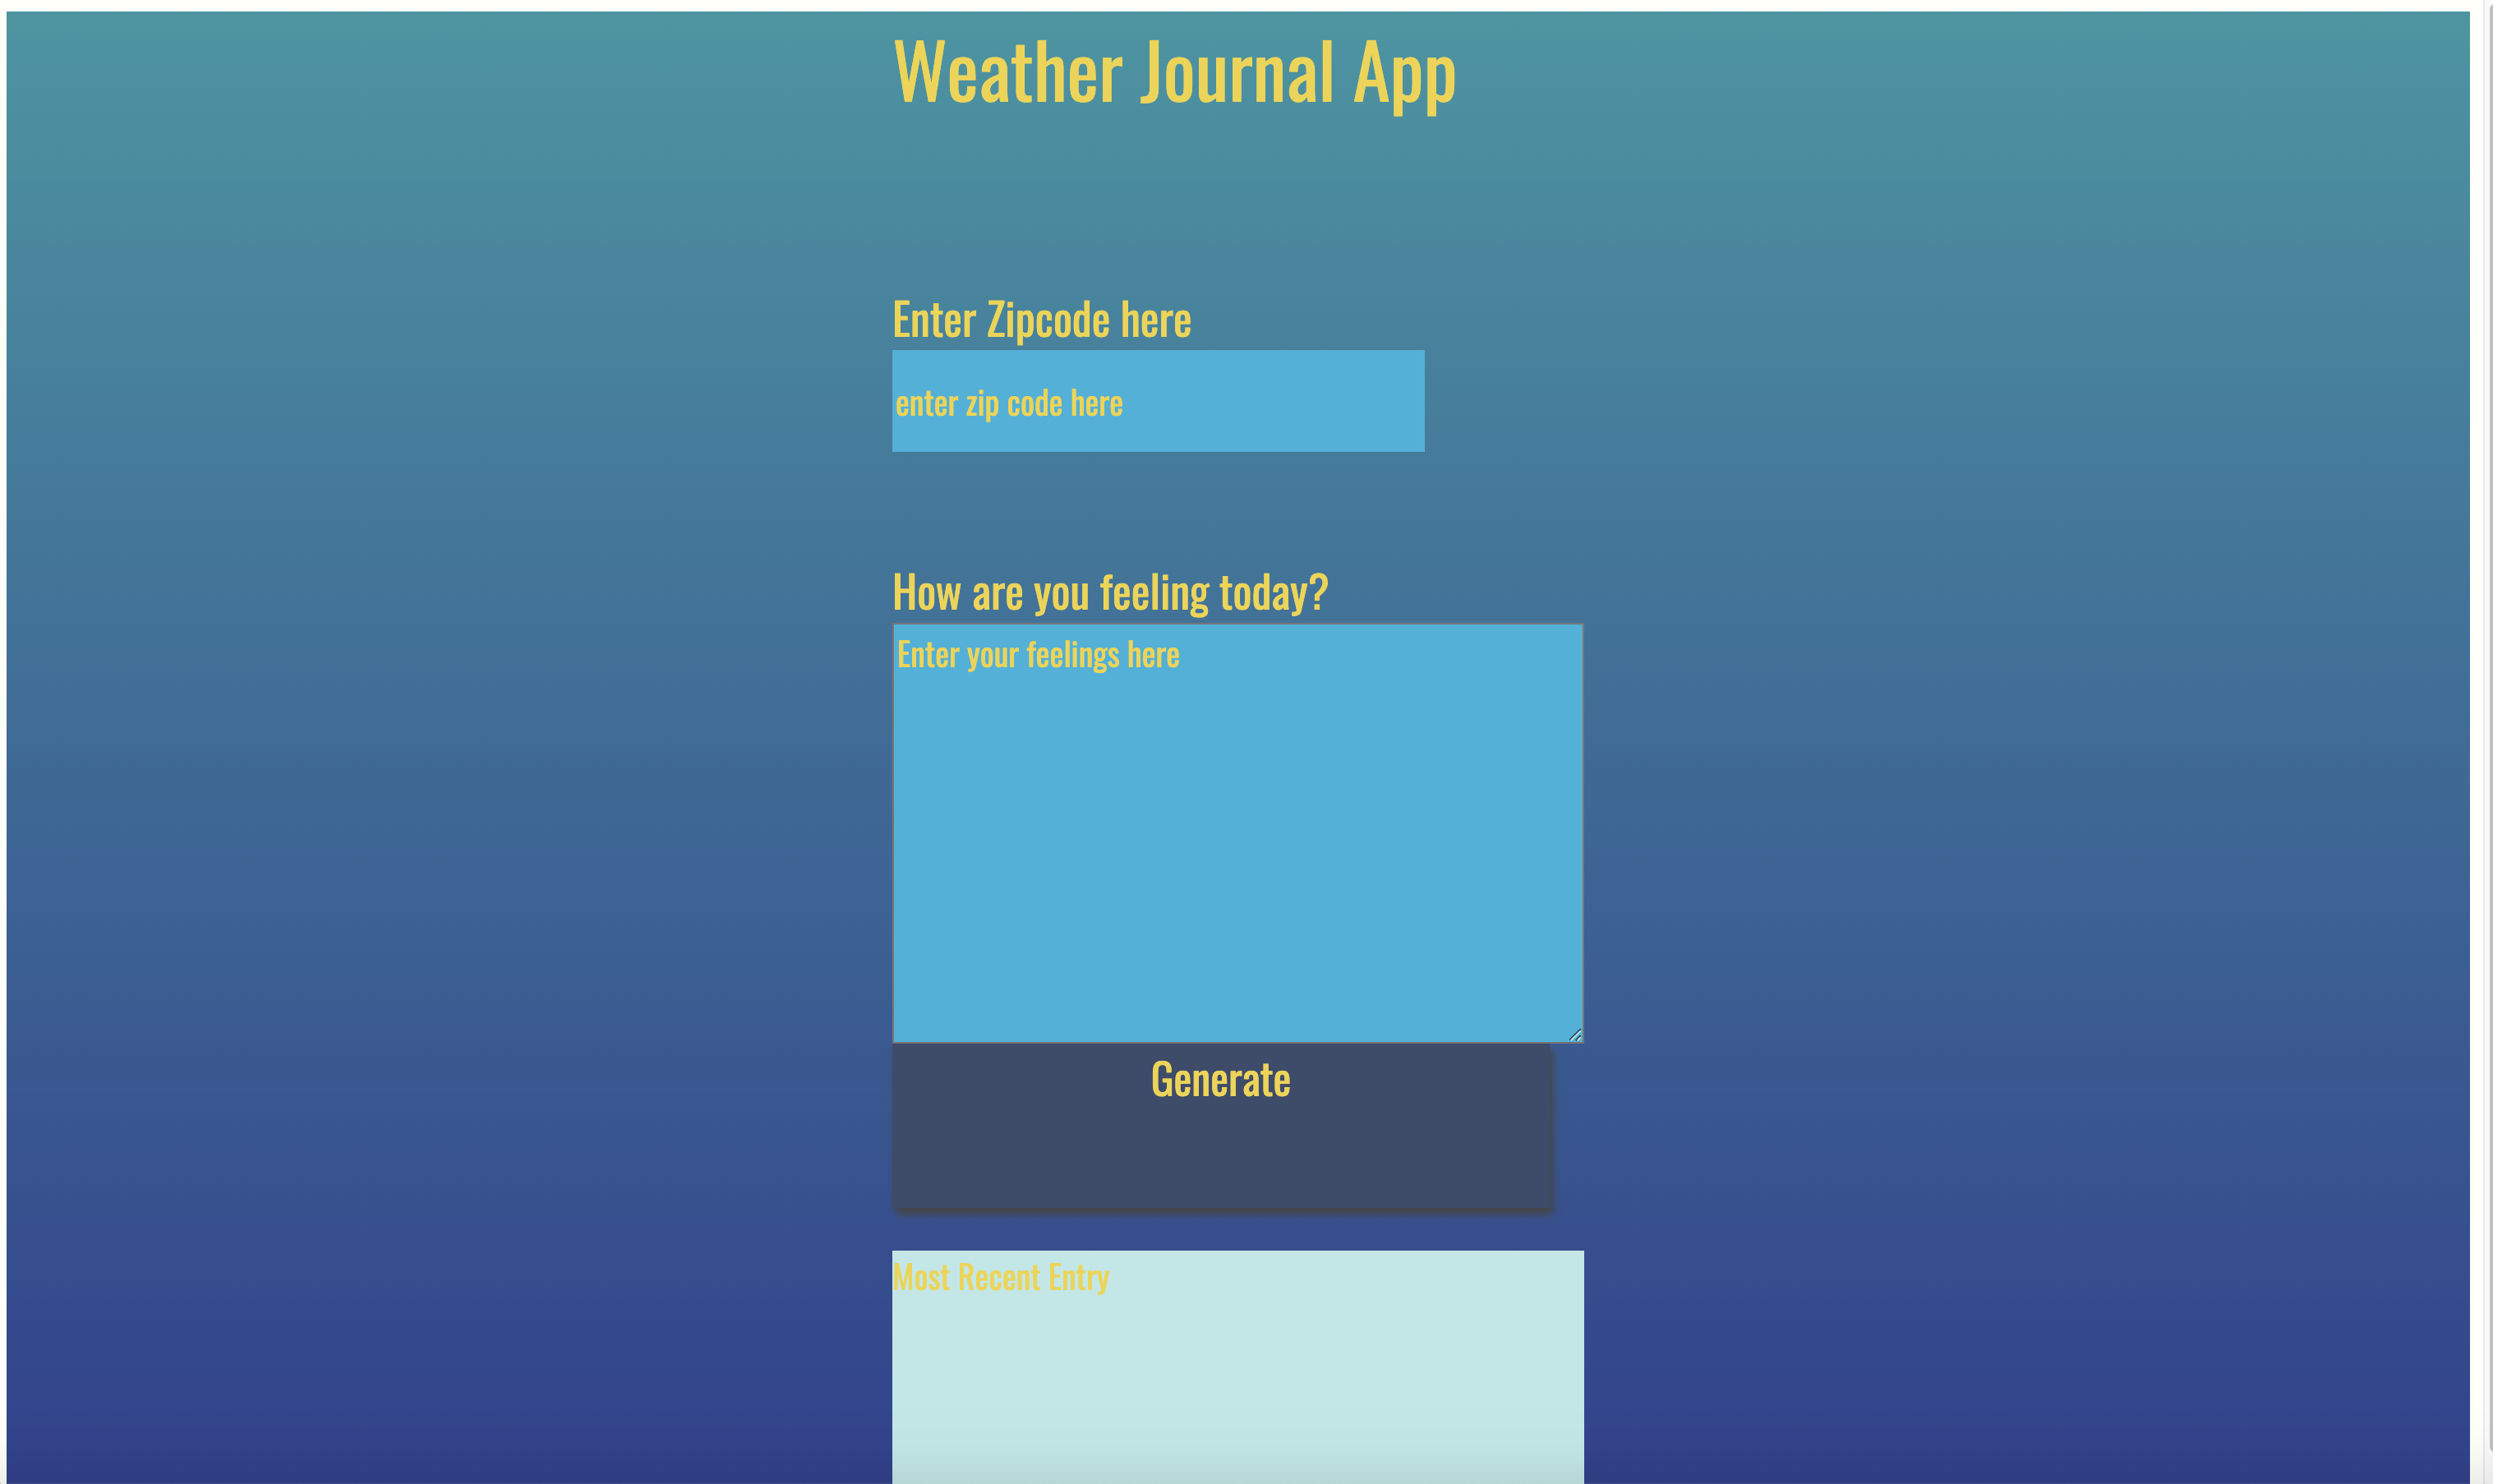 Weather Journal App
Enter Zipcode here
enter zip code here
How are you feeling today?
Enter your feelings here
Generate
Most Recent Entry